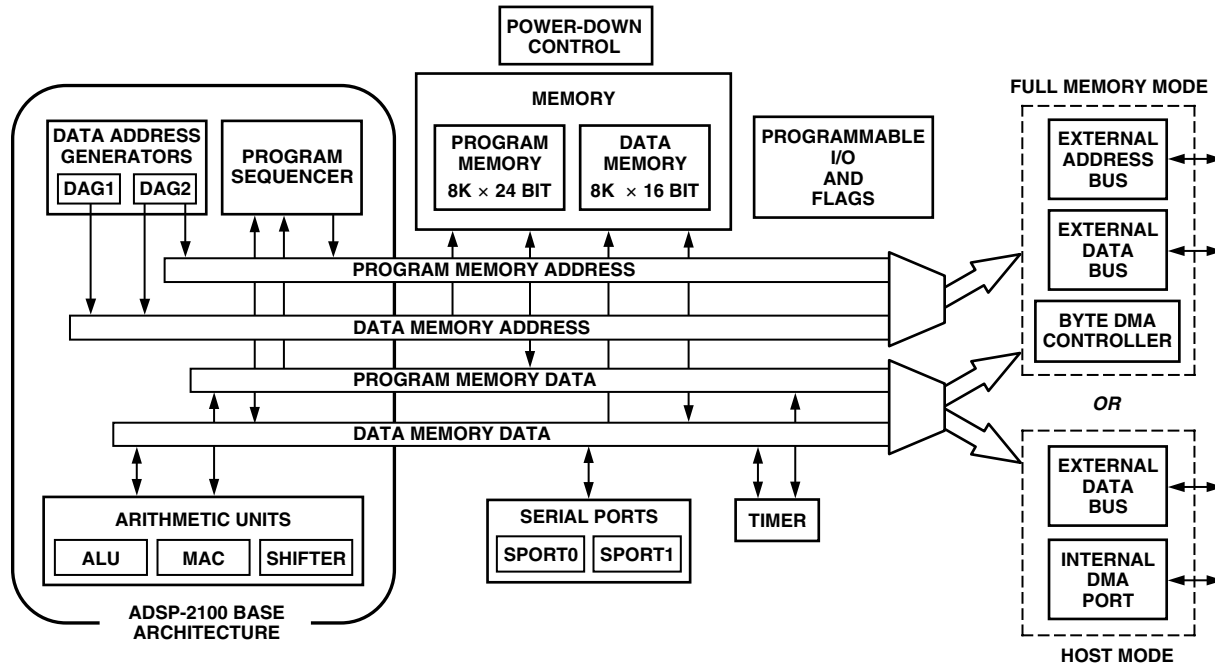 POWER-DOWN
CONTROL
MEMORY
PROGRAM
MEMORY
8K × 24 BIT
DATA
MEMORY
8K × 16 BIT
PROGRAMMABLE
I/O
AND
FLAGS
DATA ADDRESS
GENERATORS
DAG1
DAG2
PROGRAM
SEQUENCER
PROGRAM MEMORY ADDRESS
DATA MEMORY ADDRESS
PROGRAM MEMORY DATA
DATA MEMORY DATA
ARITHMETIC UNITS
ALU
MAC
SHIFTER
ADSP-2100 BASE
ARCHITECTURE
SERIAL PORTS
SPORT0
SPORT1
TIMER
FULL MEMORY MODE
EXTERNAL
ADDRESS
BUS
EXTERNAL
DATA
BUS
BYTE DMA
CONTROLLER
OR
EXTERNAL
DATA
BUS
INTERNAL
DMA
PORT
HOST MODE